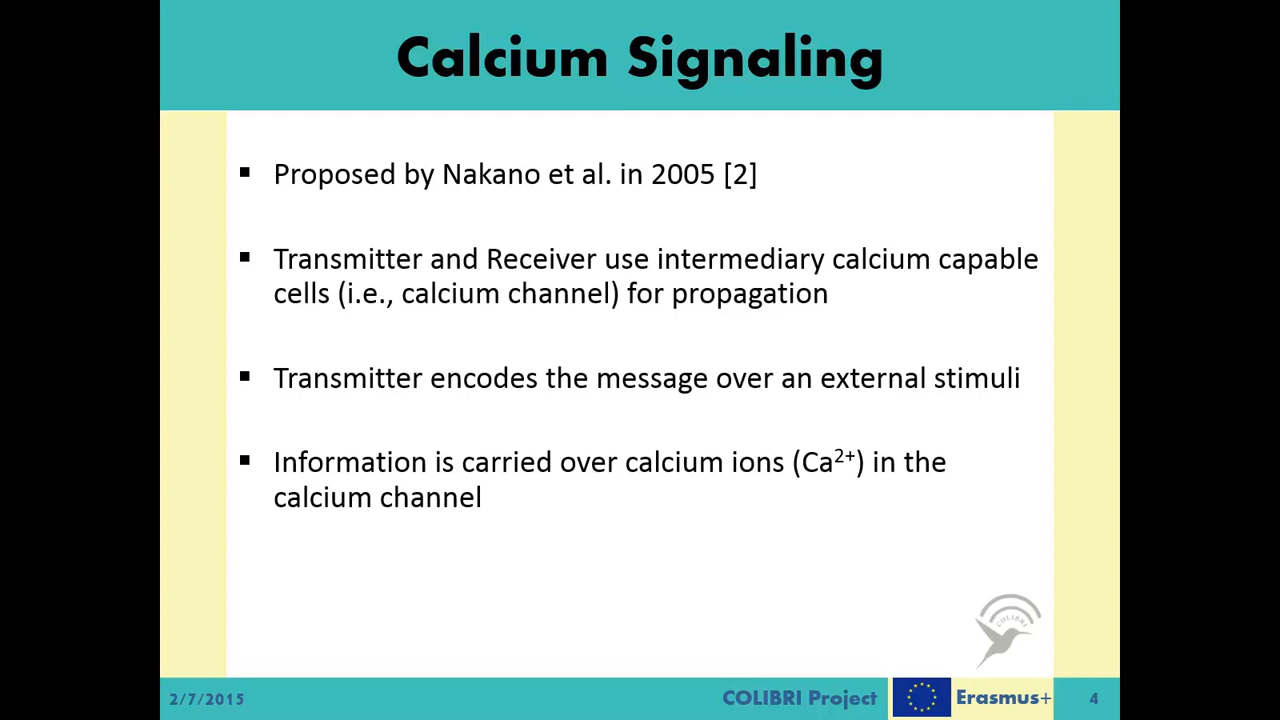 Calcium Signaling
▪ Proposed by Nakano et al. in 2005 [2]
▪ Transmitter and Receiver use intermediary calcium capable
cells (i.e., calcium channel) for propagation
▪ Transmitter encodes the message over an external stimuli
▪ Information is carried over calcium ions (Ca²⁺) in the
calcium channel
COLIBRI
2/7/2015
COLIBRI Project
Erasmus+
4